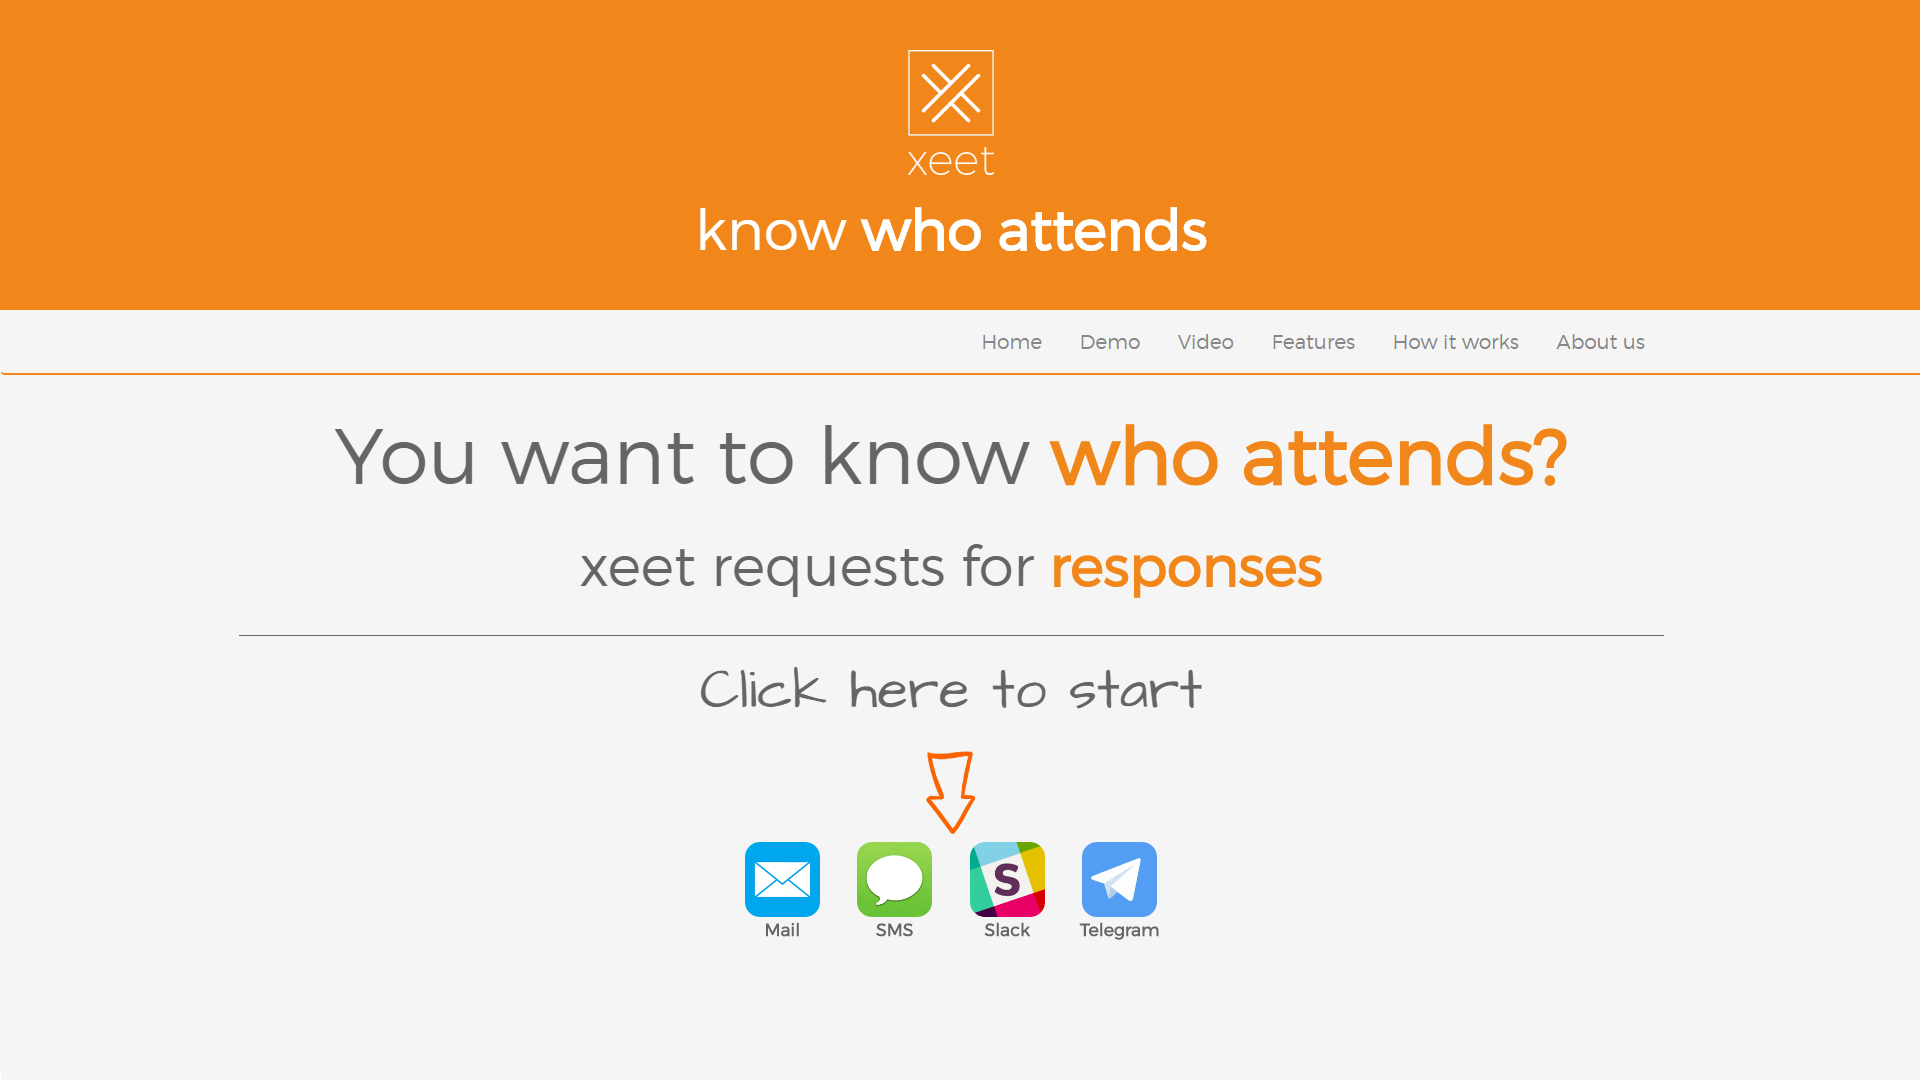 xeet
know who attends
Home Demo Video Features How it works About us
You want to know who attends?
xeet requests for responses
Click here to start
S
Mail SMS Slack Telegram